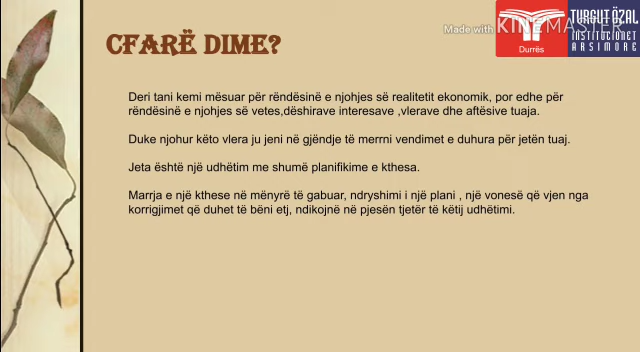 Made with KINEMASTER
TURGUT ÖZAL
INSTITUCIONET
ARSIMORE
Durrës
CFARË DIME?
Deri tani kemi mësuar për rëndësinë e njohjes së realitetit ekonomik, por edhe për
rëndësinë e njohjes së vetes,dëshirave interesave ,vlerave dhe aftësive tuaja.
Duke njohur këto vlera ju jeni në gjëndje të merrni vendimet e duhura për jetën tuaj.
Jeta është një udhëtim me shumë planifikime e kthesa.
Marrja e një kthese në mënyrë të gabuar, ndryshimi i një plani , një vonesë që vjen nga
korrigjimet që duhet të bëni etj, ndikojnë në pjesën tjetër të këtij udhëtimi.